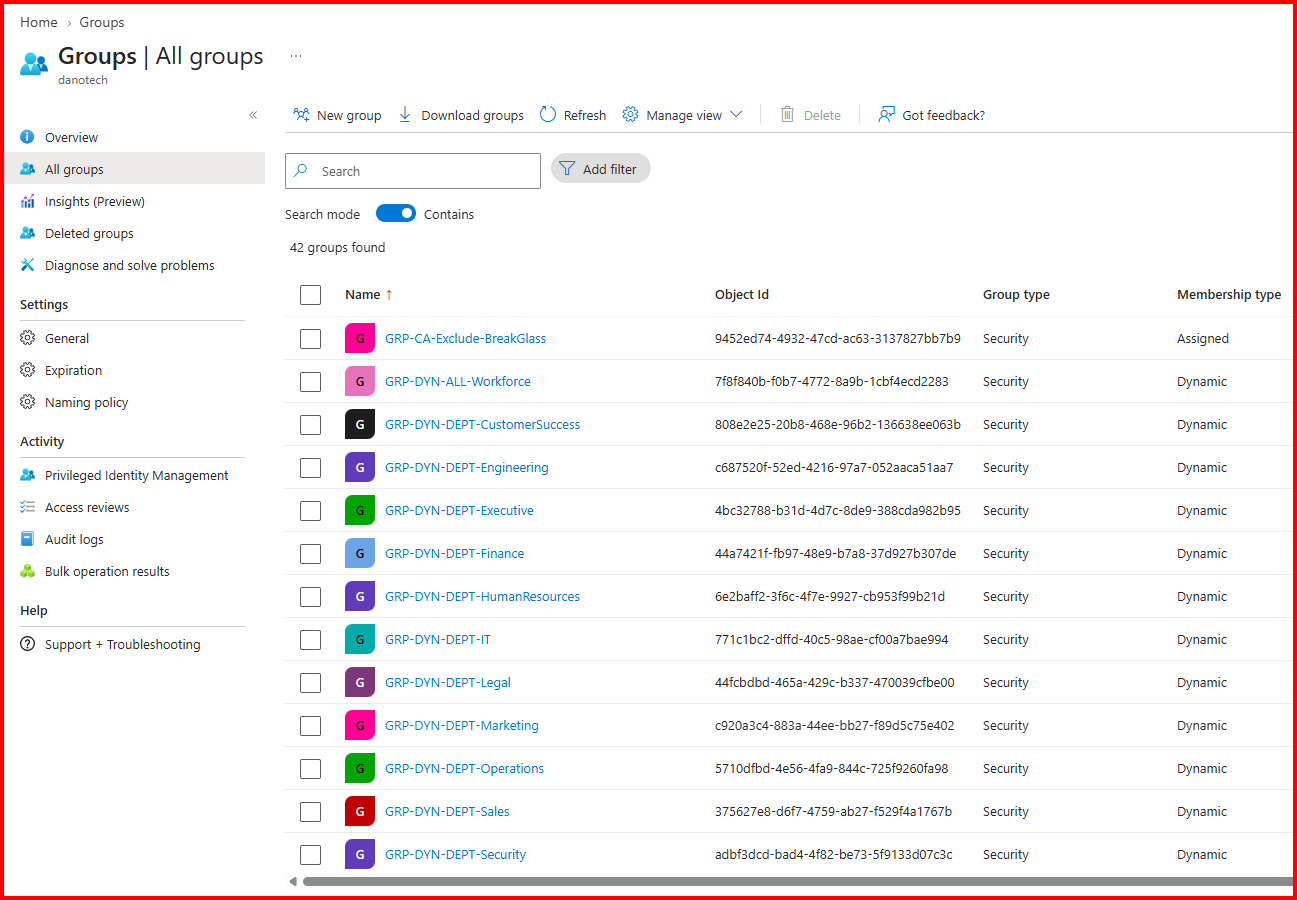 Home > Groups
Groups | All groups ...
danotech
«
Overview
All groups
Insights (Preview)
Deleted groups
Diagnose and solve problems
Settings
General
Expiration
Naming policy
Activity
Privileged Identity Management
Access reviews
Audit logs
Bulk operation results
Help
Support + Troubleshooting
New group Download groups Refresh Manage view Delete Got feedback?
Search Add filter
Search mode Contains
42 groups found
Name ↑ Object Id Group type Membership type
G GRP-CA-Exclude-BreakGlass 9452ed74-4932-47cd-ac63-3137827bb7b9 Security Assigned
G GRP-DYN-ALL-Workforce 7f8f840b-f0b7-4772-8a9b-1cbf4ecd2283 Security Dynamic
G GRP-DYN-DEPT-CustomerSuccess 808e2e25-20b8-468e-96b2-136638ee063b Security Dynamic
G GRP-DYN-DEPT-Engineering c687520f-52ed-4216-97a7-052aaca51aa7 Security Dynamic
G GRP-DYN-DEPT-Executive 4bc32788-b31d-4d7c-8de9-388cda982b95 Security Dynamic
G GRP-DYN-DEPT-Finance 44a7421f-fb97-48e9-b7a8-37d927b307de Security Dynamic
G GRP-DYN-DEPT-HumanResources 6e2baff2-3f6c-4f7e-9927-cb953f99b21d Security Dynamic
G GRP-DYN-DEPT-IT 771c1bc2-dffd-40c5-98ae-cf00a7bae994 Security Dynamic
G GRP-DYN-DEPT-Legal 44fcbdbd-465a-429c-b337-470039cfbe00 Security Dynamic
G GRP-DYN-DEPT-Marketing c920a3c4-883a-44ee-bb27-f89d5c75e402 Security Dynamic
G GRP-DYN-DEPT-Operations 5710dfbd-4e56-4fa9-844c-725f9260fa98 Security Dynamic
G GRP-DYN-DEPT-Sales 375627e8-d6f7-4759-ab27-f529f4a1767b Security Dynamic
G GRP-DYN-DEPT-Security adbf3dcd-bad4-4f82-be73-5f9133d07c3c Security Dynamic